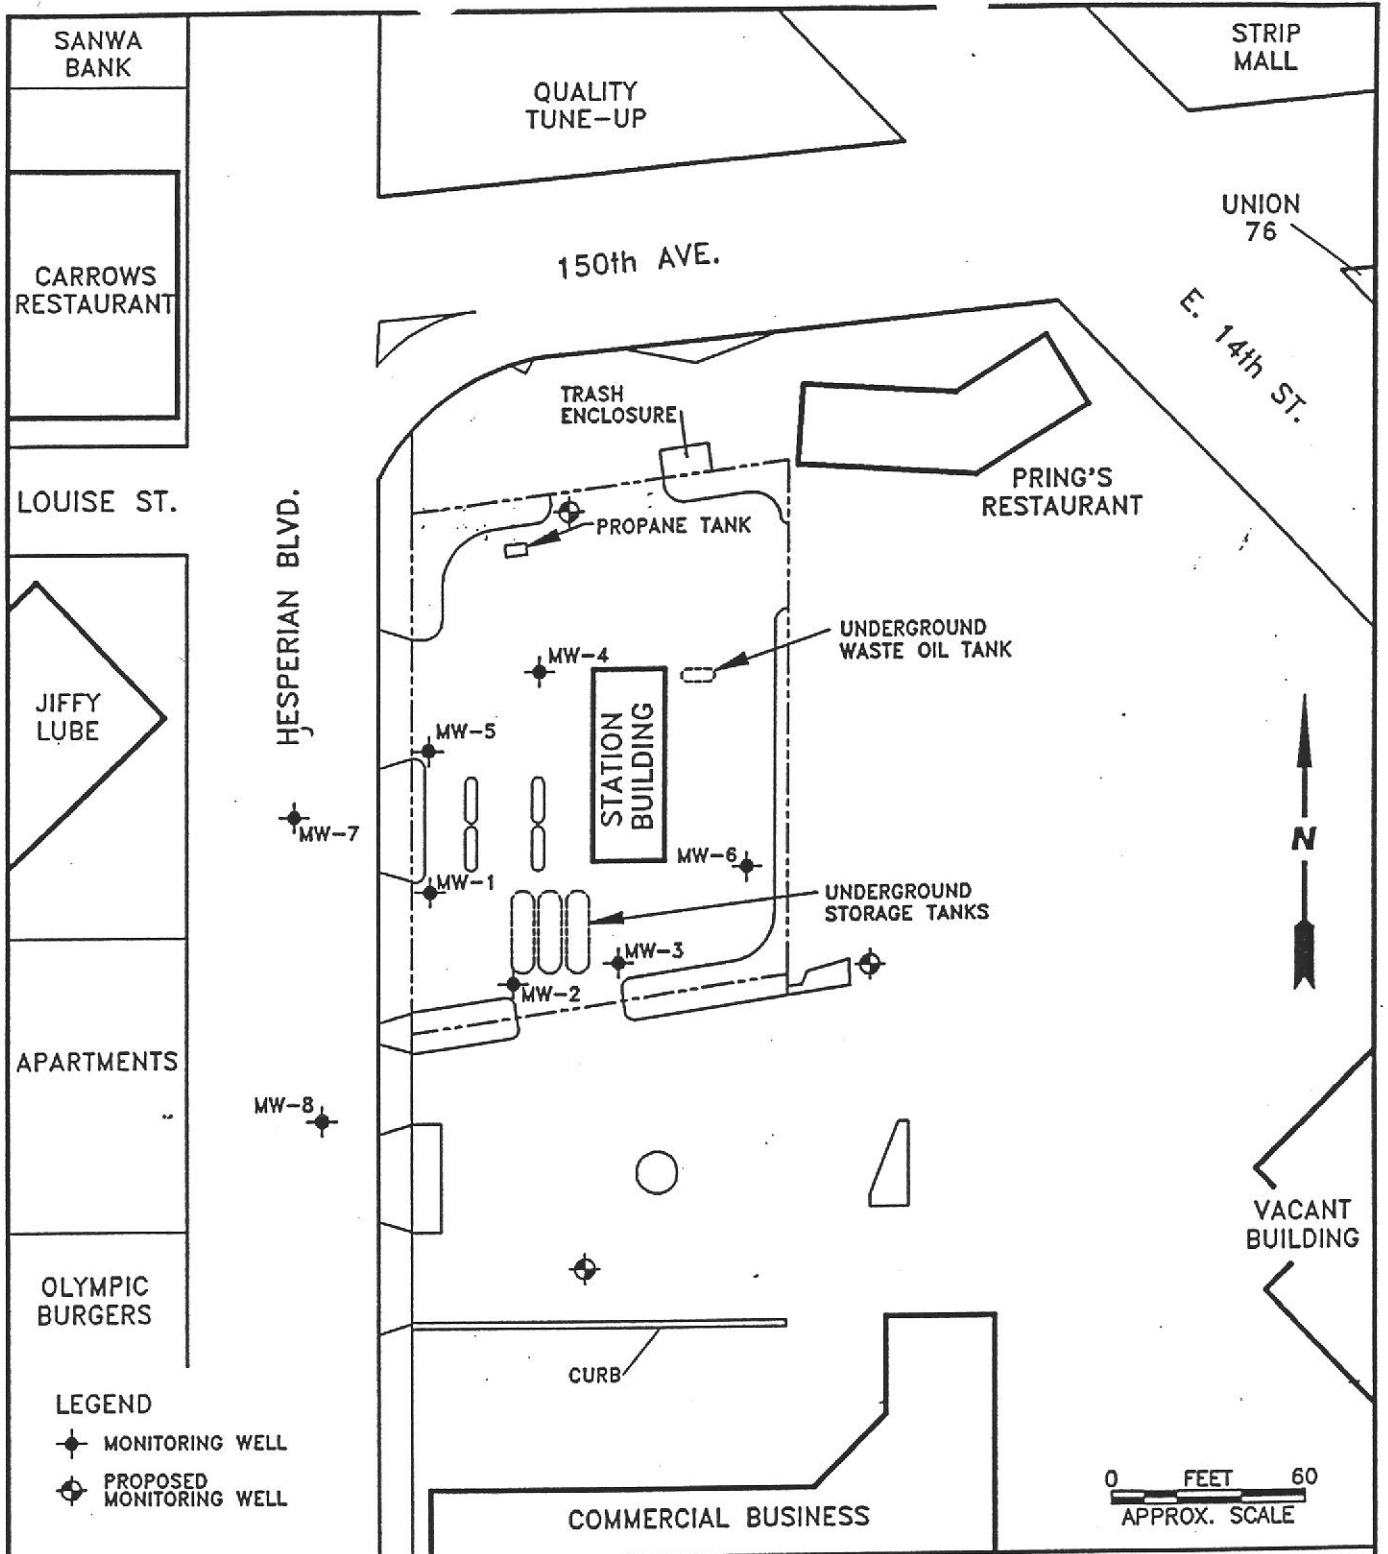 SANWA
BANK
QUALITY
TUNE-UP
STRIP
MALL
UNION
76
CARROWS
RESTAURANT
150th AVE.
E. 14th ST.
TRASH
ENCLOSURE
PRING'S
RESTAURANT
LOUISE ST.
HESPERIAN BLVD.
PROPANE TANK
UNDERGROUND
WASTE OIL TANK
MW-4
JIFFY
LUBE
MW-5
STATION
BUILDING
MW-7
N
MW-6
MW-1
UNDERGROUND
STORAGE TANKS
MW-3
MW-2
APARTMENTS
MW-8
VACANT
BUILDING
OLYMPIC
BURGERS
CURB
LEGEND
MONITORING WELL
PROPOSED
MONITORING WELL
0 FEET 60
APPROX. SCALE
COMMERCIAL BUSINESS